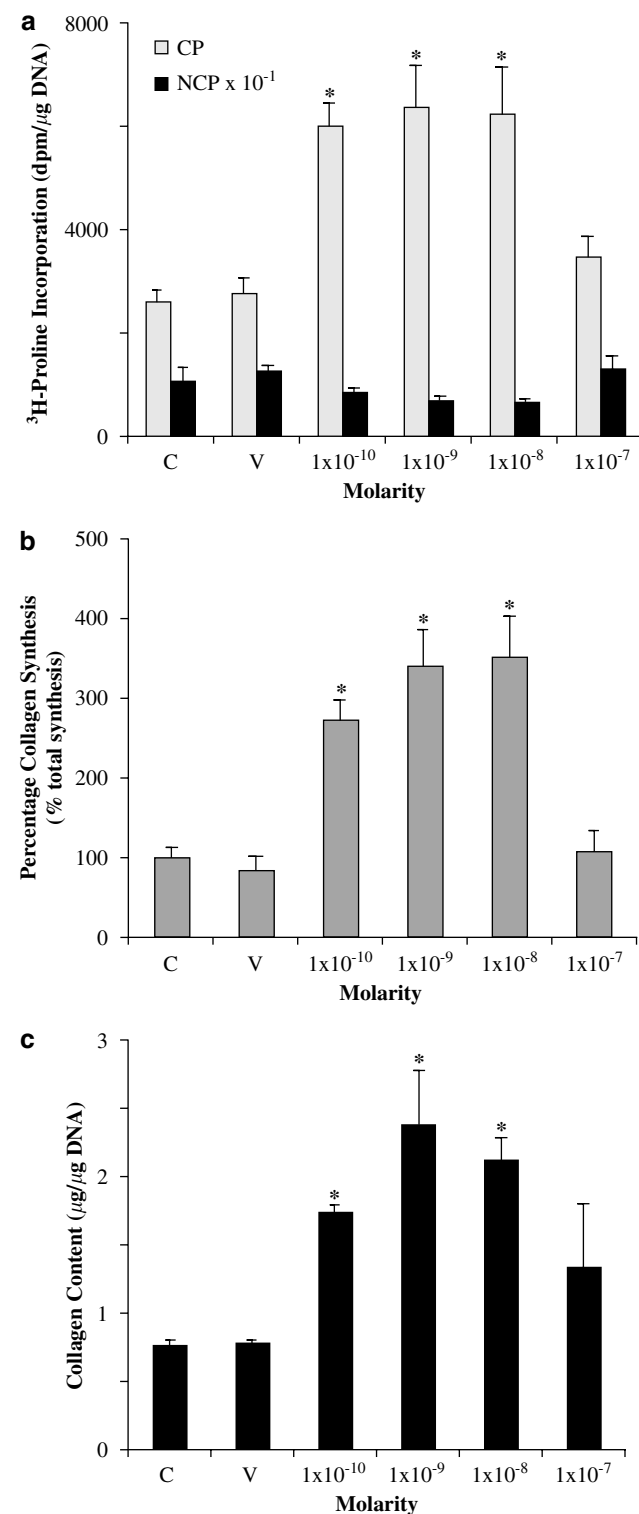 a
8000
4000
0
³H-Proline Incorporation (dpm/µg DNA)
CP
NCP x 10⁻¹
* * *
C V 1x10⁻¹⁰ 1x10⁻⁹ 1x10⁻⁸ 1x10⁻⁷
Molarity
b
500
400
300
200
100
0
Percentage Collagen Synthesis
(% total synthesis)
* * *
C V 1x10⁻¹⁰ 1x10⁻⁹ 1x10⁻⁸ 1x10⁻⁷
Molarity
c
3
2
1
0
Collagen Content (µg/µg DNA)
* * *
C V 1x10⁻¹⁰ 1x10⁻⁹ 1x10⁻⁸ 1x10⁻⁷
Molarity